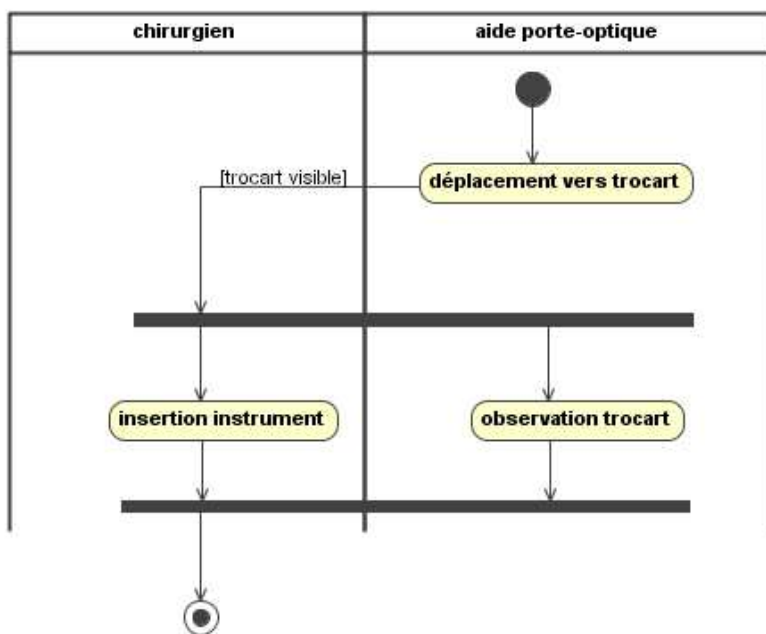 chirurgien
aide porte-optique
déplacement vers trocart
[trocart visible]
insertion instrument
observation trocart